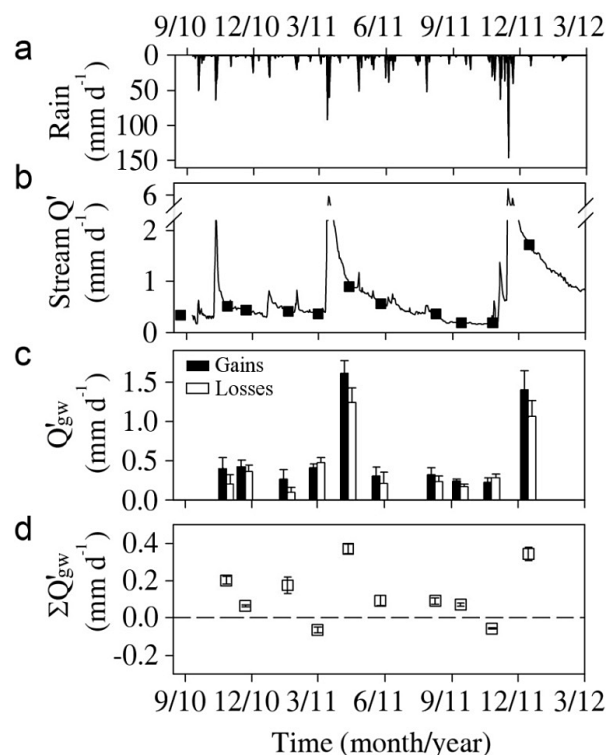 9/10 12/10 3/11 6/11 9/11 12/11 3/12
a
0
50
100
150
Rain
(mm d⁻¹)
b
6
2
1
0
Stream Q'
(mm d⁻¹)
c
Gains
Losses
1.5
1.0
0.5
0.0
Q'gw
(mm d⁻¹)
d
0.4
0.2
0.0
-0.2
ΣQ'gw
(mm d⁻¹)
9/10 12/10 3/11 6/11 9/11 12/11 3/12
Time (month/year)